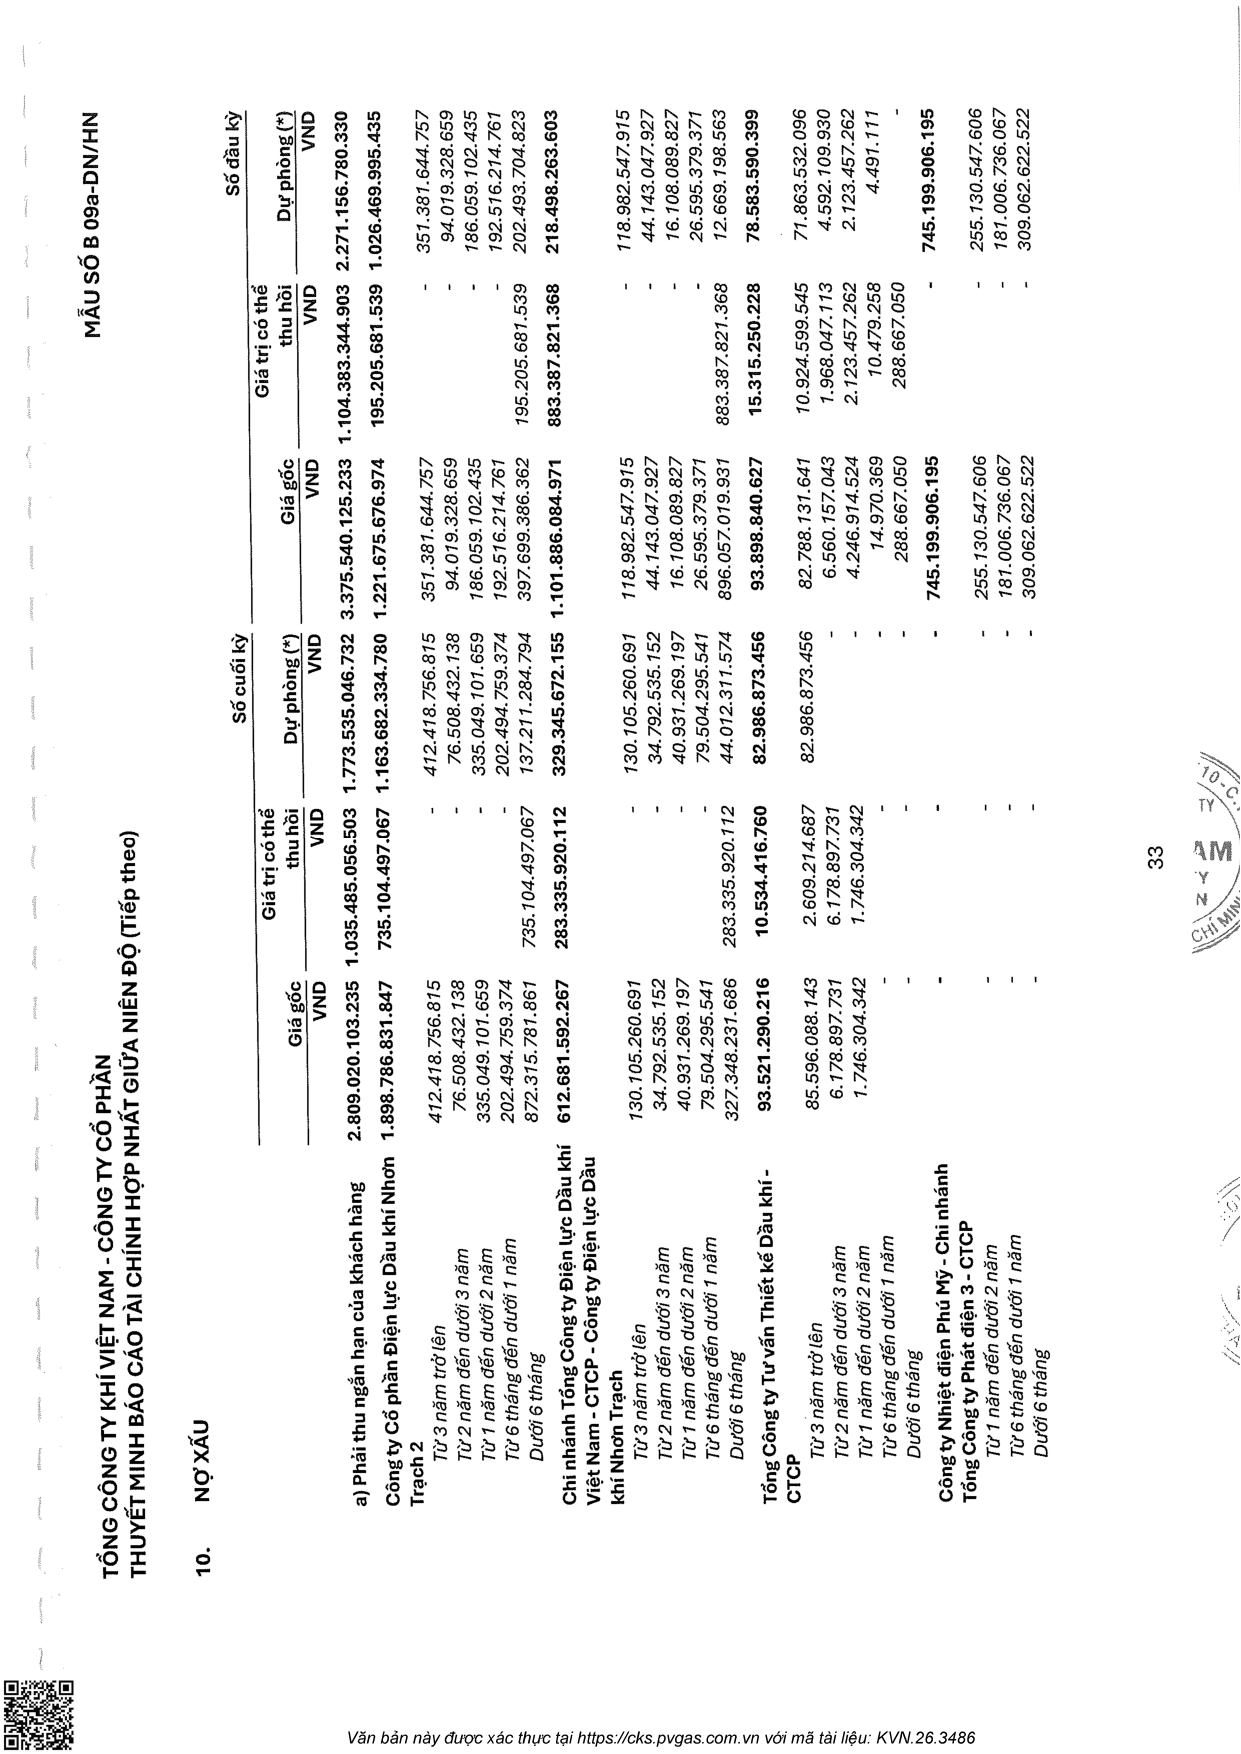 TỔNG CÔNG TY KHÍ VIỆT NAM - CÔNG TY CỔ PHẦN
THUYẾT MINH BÁO CÁO TÀI CHÍNH HỢP NHẤT GIỮA NIÊN ĐỘ (Tiếp theo)
MẪU SỐ B 09a-DN/HN
10. NỢ XẤU
Số cuối kỳ Số đầu kỳ
Giá trị có thể Giá trị có thể
Giá gốc thu hồi Dự phòng (*) Giá gốc thu hồi Dự phòng (*)
VND VND VND VND VND VND
a) Phải thu ngắn hạn của khách hàng 2.809.020.103.235 1.035.485.056.503 1.773.535.046.732 3.375.540.125.233 1.104.383.344.903 2.271.156.780.330
Công ty Cổ phần Điện lực Dầu khí Nhơn 1.898.786.831.847 735.104.497.067 1.163.682.334.780 1.221.675.676.974 195.205.681.539 1.026.469.995.435
Trạch 2
Từ 3 năm trở lên 412.418.756.815 - 412.418.756.815 351.381.644.757 - 351.381.644.757
Từ 2 năm đến dưới 3 năm 76.508.432.138 - 76.508.432.138 94.019.328.659 - 94.019.328.659
Từ 1 năm đến dưới 2 năm 335.049.101.659 - 335.049.101.659 186.059.102.435 - 186.059.102.435
Từ 6 tháng đến dưới 1 năm 202.494.759.374 - 202.494.759.374 192.516.214.761 - 192.516.214.761
Dưới 6 tháng 872.315.781.861 735.104.497.067 137.211.284.794 397.699.386.362 195.205.681.539 202.493.704.823
Chi nhánh Tổng Công ty Điện lực Dầu khí 612.681.592.267 283.335.920.112 329.345.672.155 1.101.886.084.971 883.387.821.368 218.498.263.603
Việt Nam - CTCP - Công ty Điện lực Dầu
khí Nhơn Trạch
Từ 3 năm trở lên 130.105.260.691 - 130.105.260.691 118.982.547.915 - 118.982.547.915
Từ 2 năm đến dưới 3 năm 34.792.535.152 - 34.792.535.152 44.143.047.927 - 44.143.047.927
Từ 1 năm đến dưới 2 năm 40.931.269.197 - 40.931.269.197 16.108.089.827 - 16.108.089.827
Từ 6 tháng đến dưới 1 năm 79.504.295.541 - 79.504.295.541 26.595.379.371 - 26.595.379.371
Dưới 6 tháng 327.348.231.686 283.335.920.112 44.012.311.574 896.057.019.931 883.387.821.368 12.669.198.563
Tổng Công ty Tư vấn Thiết kế Dầu khí - 93.521.290.216 10.534.416.760 82.986.873.456 93.898.840.627 15.315.250.228 78.583.590.399
CTCP
Từ 3 năm trở lên 85.596.088.143 2.609.214.687 82.986.873.456 82.788.131.641 10.924.599.545 71.863.532.096
Từ 2 năm đến dưới 3 năm 6.178.897.731 6.178.897.731 - 6.560.157.043 1.968.047.113 4.592.109.930
Từ 1 năm đến dưới 2 năm 1.746.304.342 1.746.304.342 - 4.246.914.524 2.123.457.262 2.123.457.262
Từ 6 tháng đến dưới 1 năm - - - 14.970.369 10.479.258 4.491.111
Dưới 6 tháng - - - 288.667.050 288.667.050 -
Công ty Nhiệt điện Phú Mỹ - Chi nhánh - - - 745.199.906.195 - 745.199.906.195
Tổng Công ty Phát điện 3 - CTCP
Từ 1 năm đến dưới 2 năm - - - 255.130.547.606 - 255.130.547.606
Từ 6 tháng đến dưới 1 năm - - - 181.006.736.067 - 181.006.736.067
Dưới 6 tháng - - - 309.062.622.522 - 309.062.622.522
33
Văn bản này được xác thực tại https://cks.pvgas.com.vn với mã tài liệu: KVN.26.3486